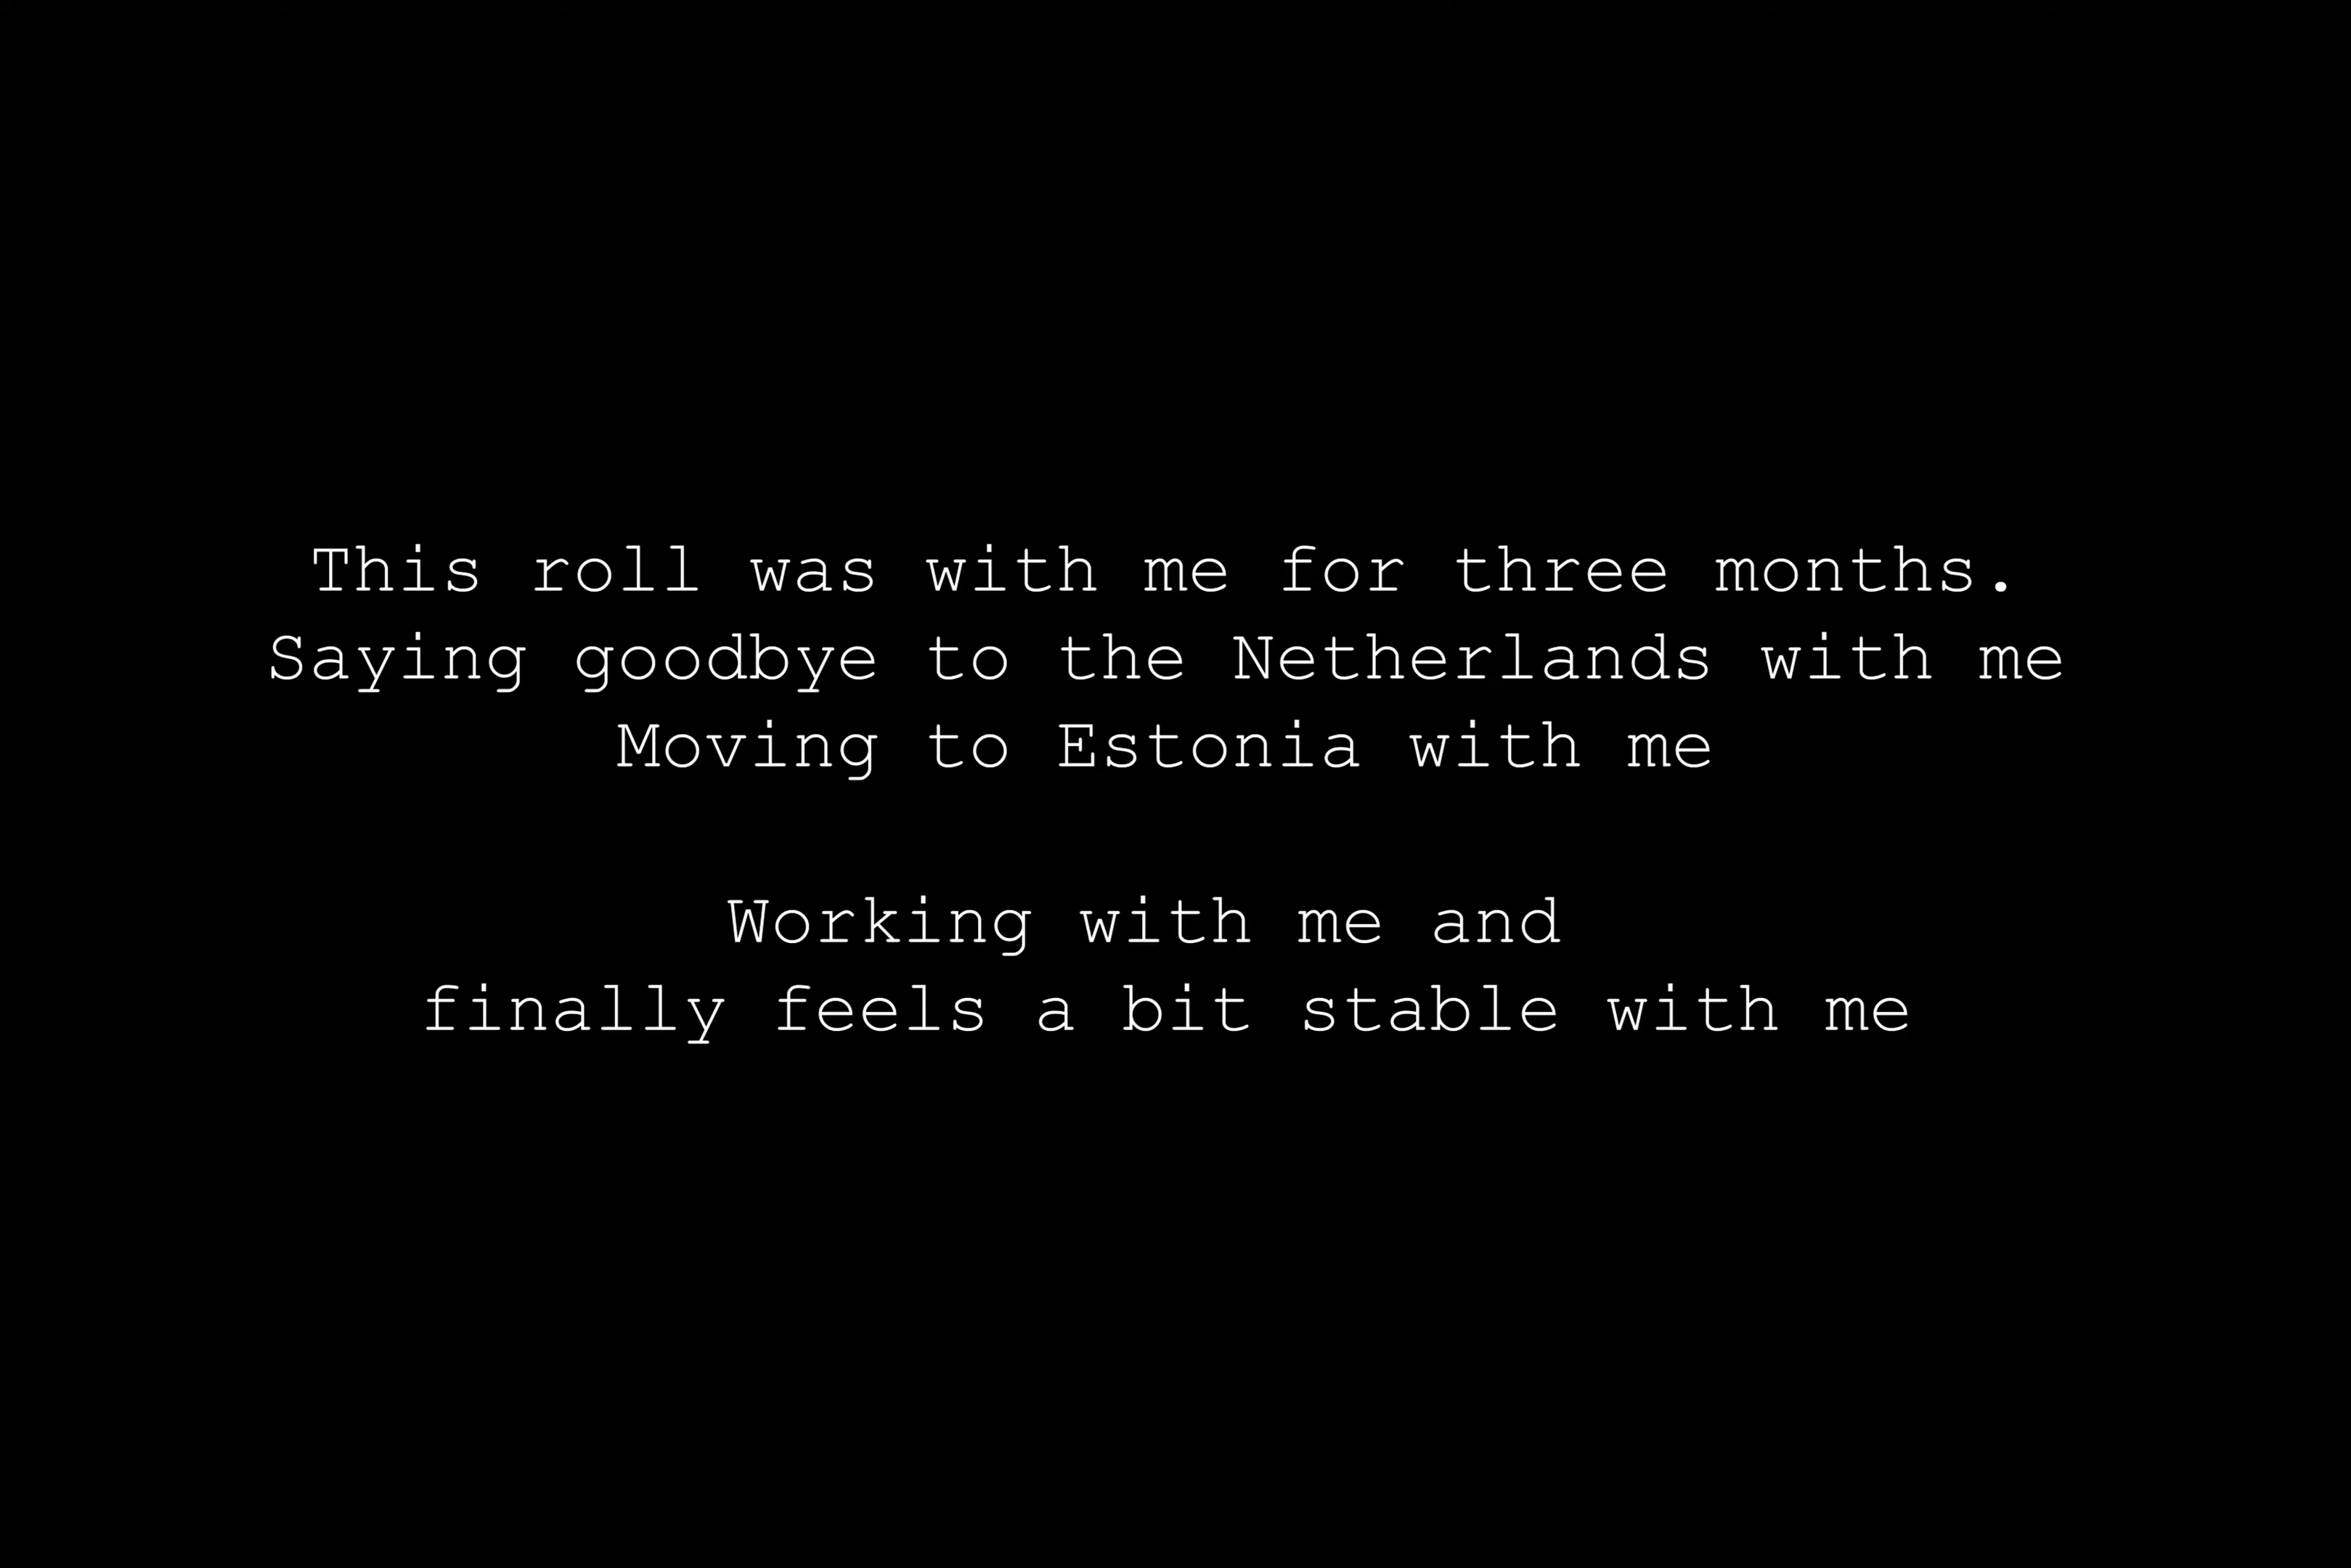 This roll was with me for three months.
Saying goodbye to the Netherlands with me
Moving to Estonia with me
Working with me and
finally feels a bit stable with me